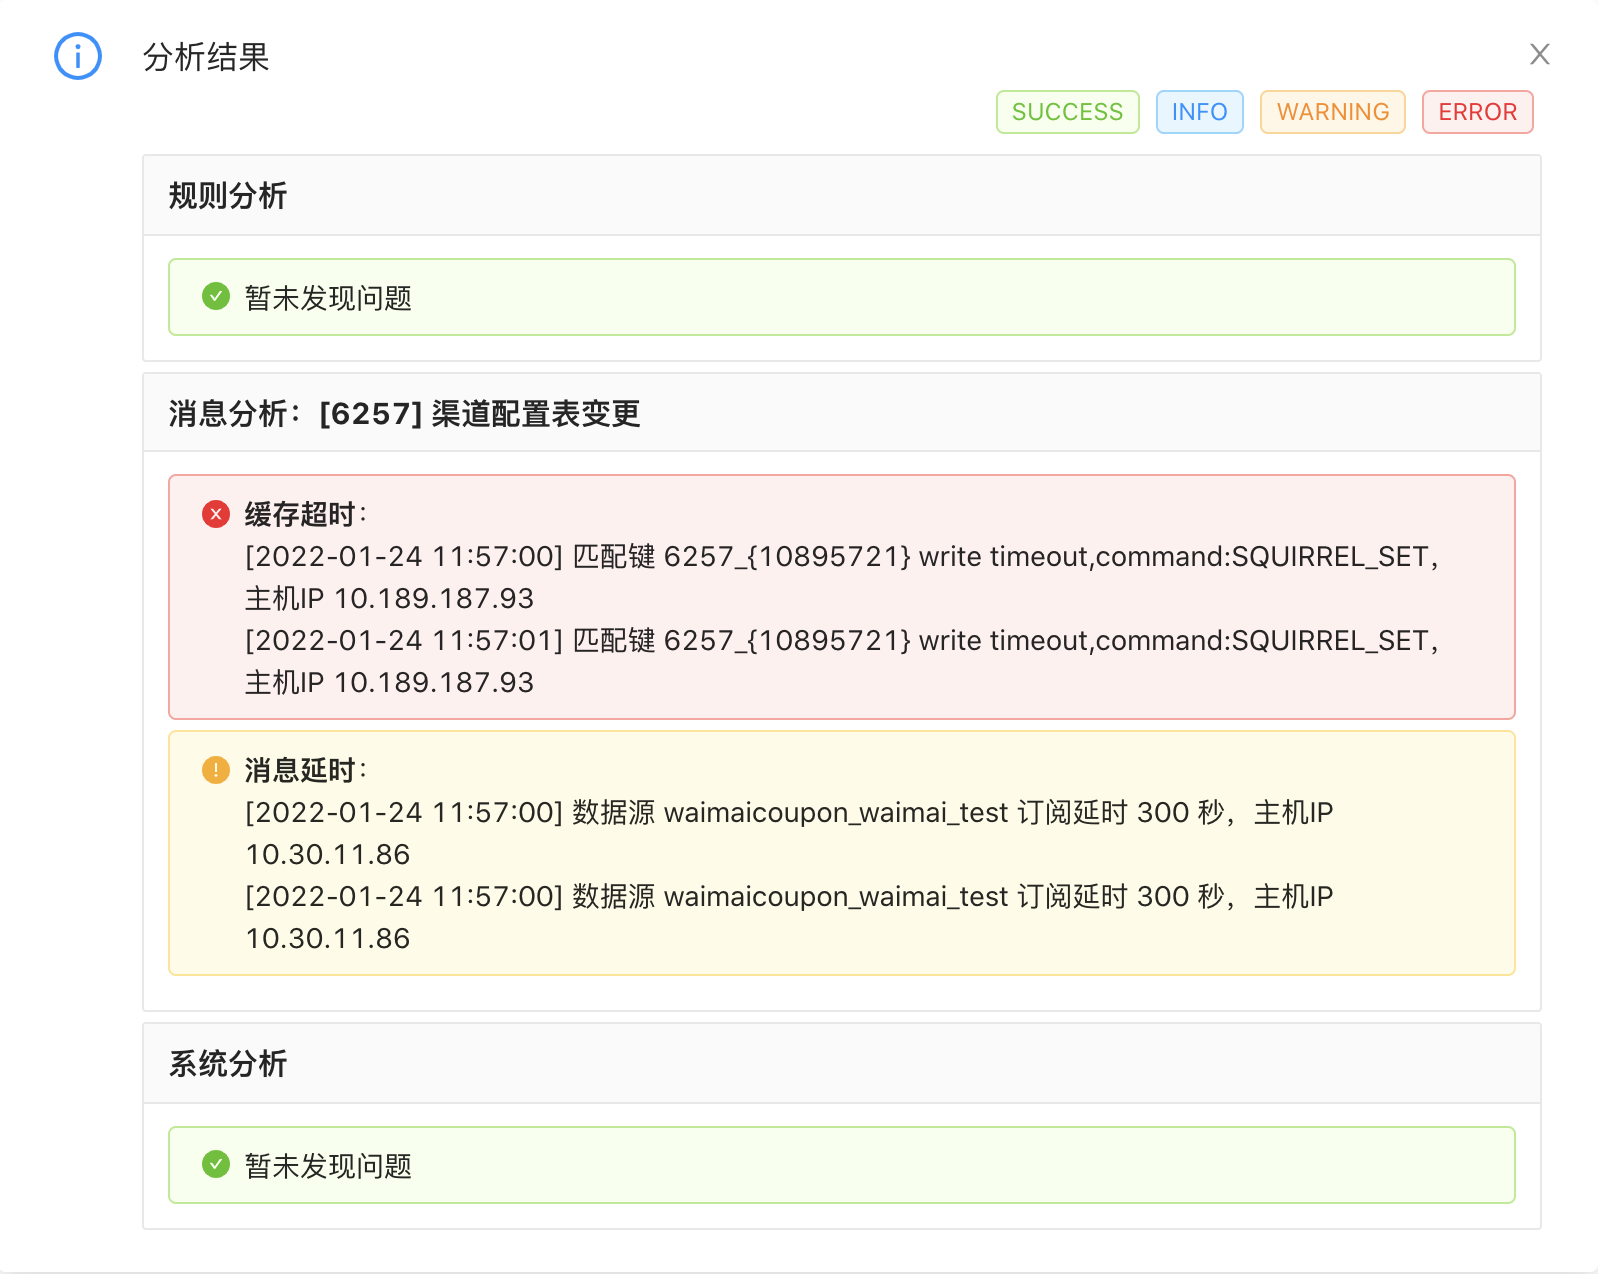 分析结果
SUCCESS INFO WARNING ERROR
规则分析
暂未发现问题
消息分析：[6257] 渠道配置表变更
缓存超时：
[2022-01-24 11:57:00] 匹配键 6257_{10895721} write timeout,command:SQUIRREL_SET，
主机IP 10.189.187.93
[2022-01-24 11:57:01] 匹配键 6257_{10895721} write timeout,command:SQUIRREL_SET，
主机IP 10.189.187.93
消息延时：
[2022-01-24 11:57:00] 数据源 waimaicoupon_waimai_test 订阅延时 300 秒，主机IP
10.30.11.86
[2022-01-24 11:57:00] 数据源 waimaicoupon_waimai_test 订阅延时 300 秒，主机IP
10.30.11.86
系统分析
暂未发现问题